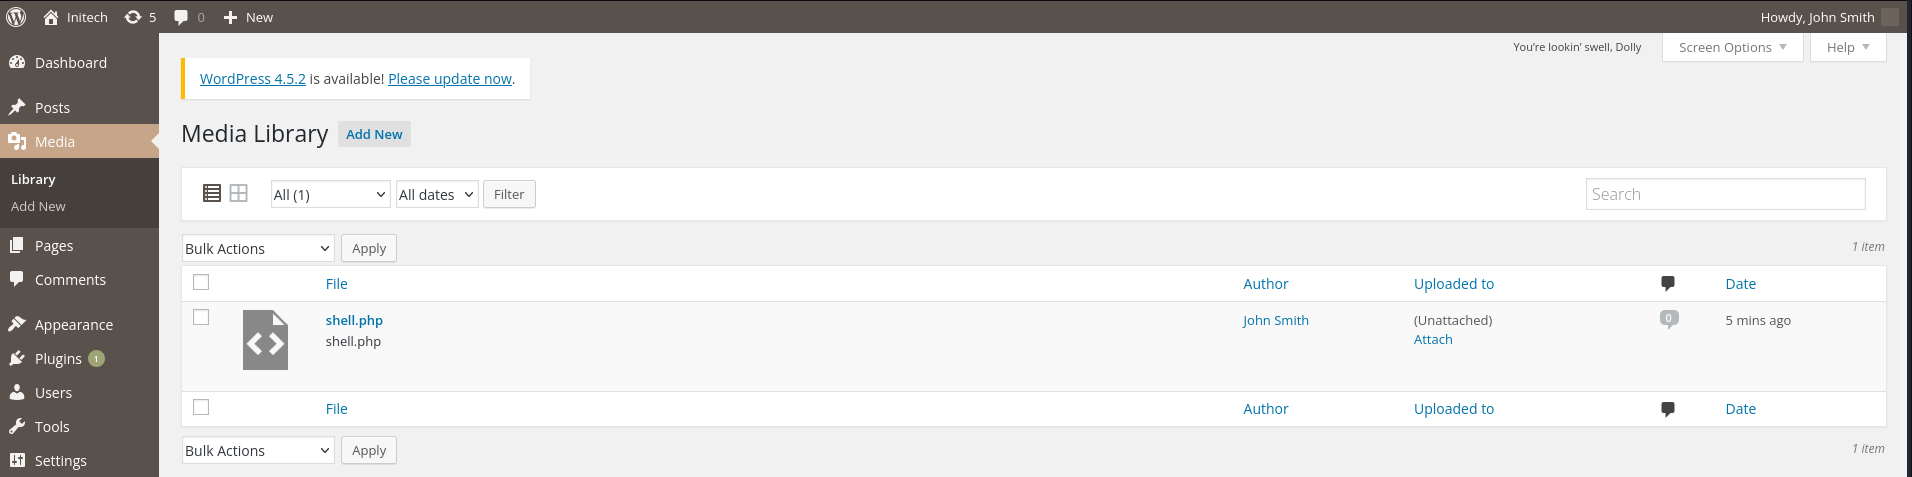 Initech 5 0 New Howdy, John Smith
Dashboard
Posts
Media
Library
Add New
Pages
Comments
Appearance
Plugins 1
Users
Tools
Settings
You're lookin' swell, Dolly Screen Options Help
WordPress 4.5.2 is available! Please update now.
Media Library Add New
All (1) All dates Filter Search
Bulk Actions Apply 1 item
File Author Uploaded to Date
shell.php John Smith (Unattached) 0 5 mins ago
shell.php Attach
File Author Uploaded to Date
Bulk Actions Apply 1 item